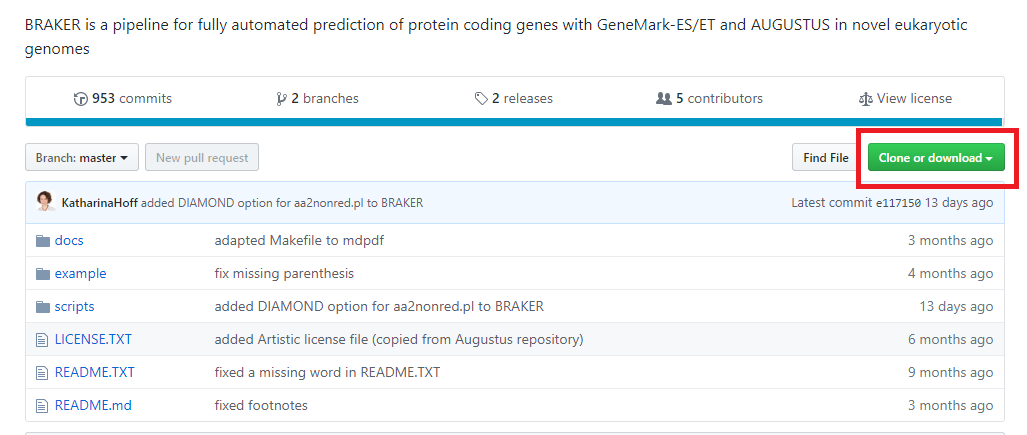 BRAKER is a pipeline for fully automated prediction of protein coding genes with GeneMark-ES/ET and AUGUSTUS in novel eukaryotic
genomes
953 commits 2 branches 2 releases 5 contributors View license
Branch: master New pull request Find File Clone or download
KatharinaHoff added DIAMOND option for aa2nonred.pl to BRAKER Latest commit e117150 13 days ago
docs adapted Makefile to mdpdf 3 months ago
example fix missing parenthesis 4 months ago
scripts added DIAMOND option for aa2nonred.pl to BRAKER 13 days ago
LICENSE.TXT added Artistic license file (copied from Augustus repository) 6 months ago
README.TXT fixed a missing word in README.TXT 9 months ago
README.md fixed footnotes 3 months ago